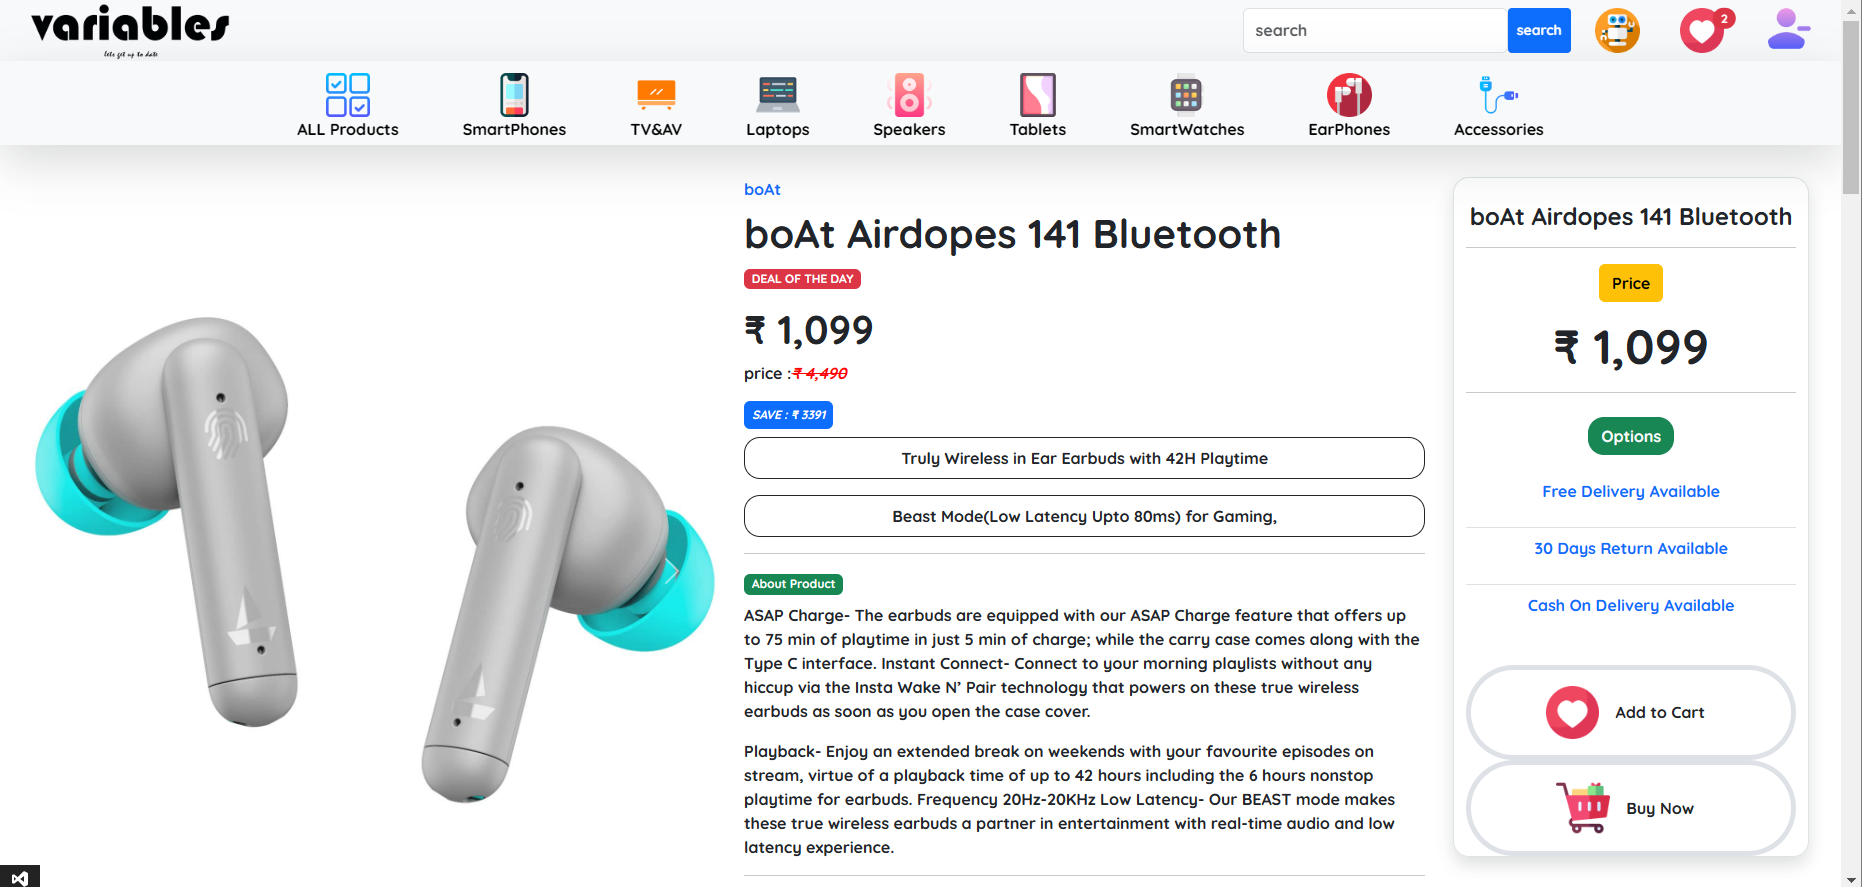 variables
lets get up to date
search
search
2
ALL Products
SmartPhones
TV&AV
Laptops
Speakers
Tablets
SmartWatches
EarPhones
Accessories
boAt
boAt Airdopes 141 Bluetooth
DEAL OF THE DAY
₹ 1,099
price :₹ 4,490
SAVE : ₹ 3391
Truly Wireless in Ear Earbuds with 42H Playtime
Beast Mode(Low Latency Upto 80ms) for Gaming,
About Product
ASAP Charge- The earbuds are equipped with our ASAP Charge feature that offers up
to 75 min of playtime in just 5 min of charge; while the carry case comes along with the
Type C interface. Instant Connect- Connect to your morning playlists without any
hiccup via the Insta Wake N’ Pair technology that powers on these true wireless
earbuds as soon as you open the case cover.
Playback- Enjoy an extended break on weekends with your favourite episodes on
stream, virtue of a playback time of up to 42 hours including the 6 hours nonstop
playtime for earbuds. Frequency 20Hz-20KHz Low Latency- Our BEAST mode makes
these true wireless earbuds a partner in entertainment with real-time audio and low
latency experience.
boAt Airdopes 141 Bluetooth
Price
₹ 1,099
Options
Free Delivery Available
30 Days Return Available
Cash On Delivery Available
Add to Cart
Buy Now